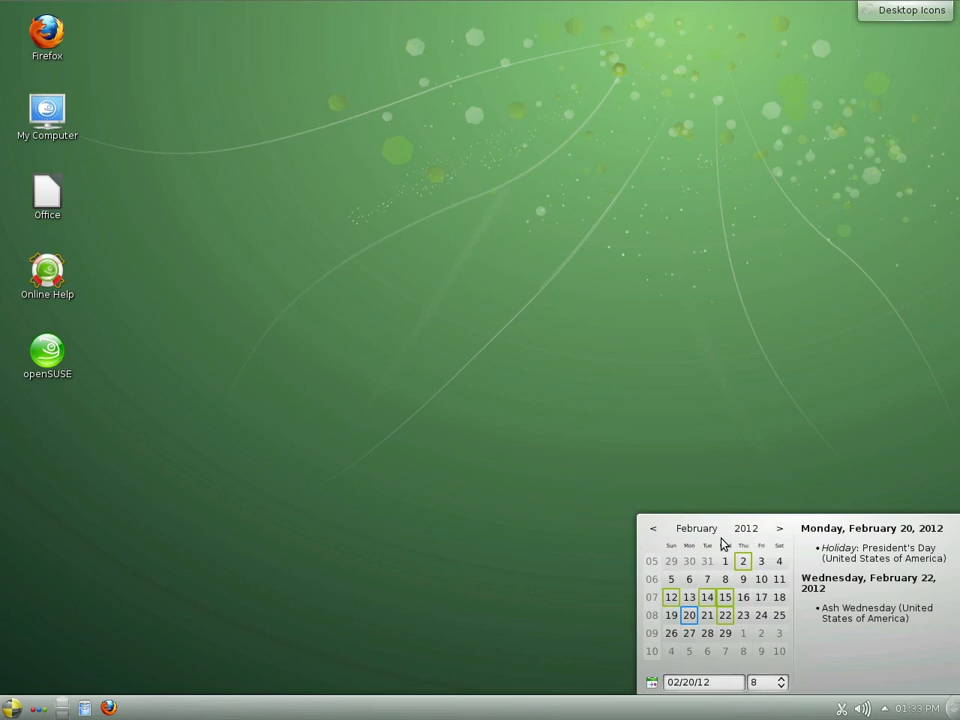 Desktop Icons
Firefox
My Computer
Office
Online Help
openSUSE
< February 2012 >
Sun Mon Tue Thu Fri Sat
05 29 30 31 1 2 3 4
06 5 6 7 8 9 10 11
07 12 13 14 15 16 17 18
08 19 20 21 22 23 24 25
09 26 27 28 29 1 2 3
10 4 5 6 7 8 9 10
02/20/12 8
Monday, February 20, 2012
•Holiday: President's Day
(United States of America)
Wednesday, February 22,
2012
•Ash Wednesday (United
States of America)
01:33 PM